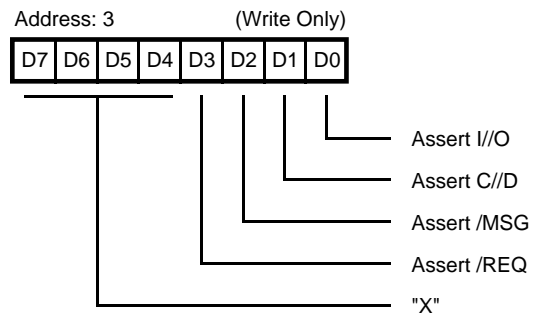 Address: 3 (Write Only)
D7 D6 D5 D4 D3 D2 D1 D0
Assert I//O
Assert C//D
Assert /MSG
Assert /REQ
"X"